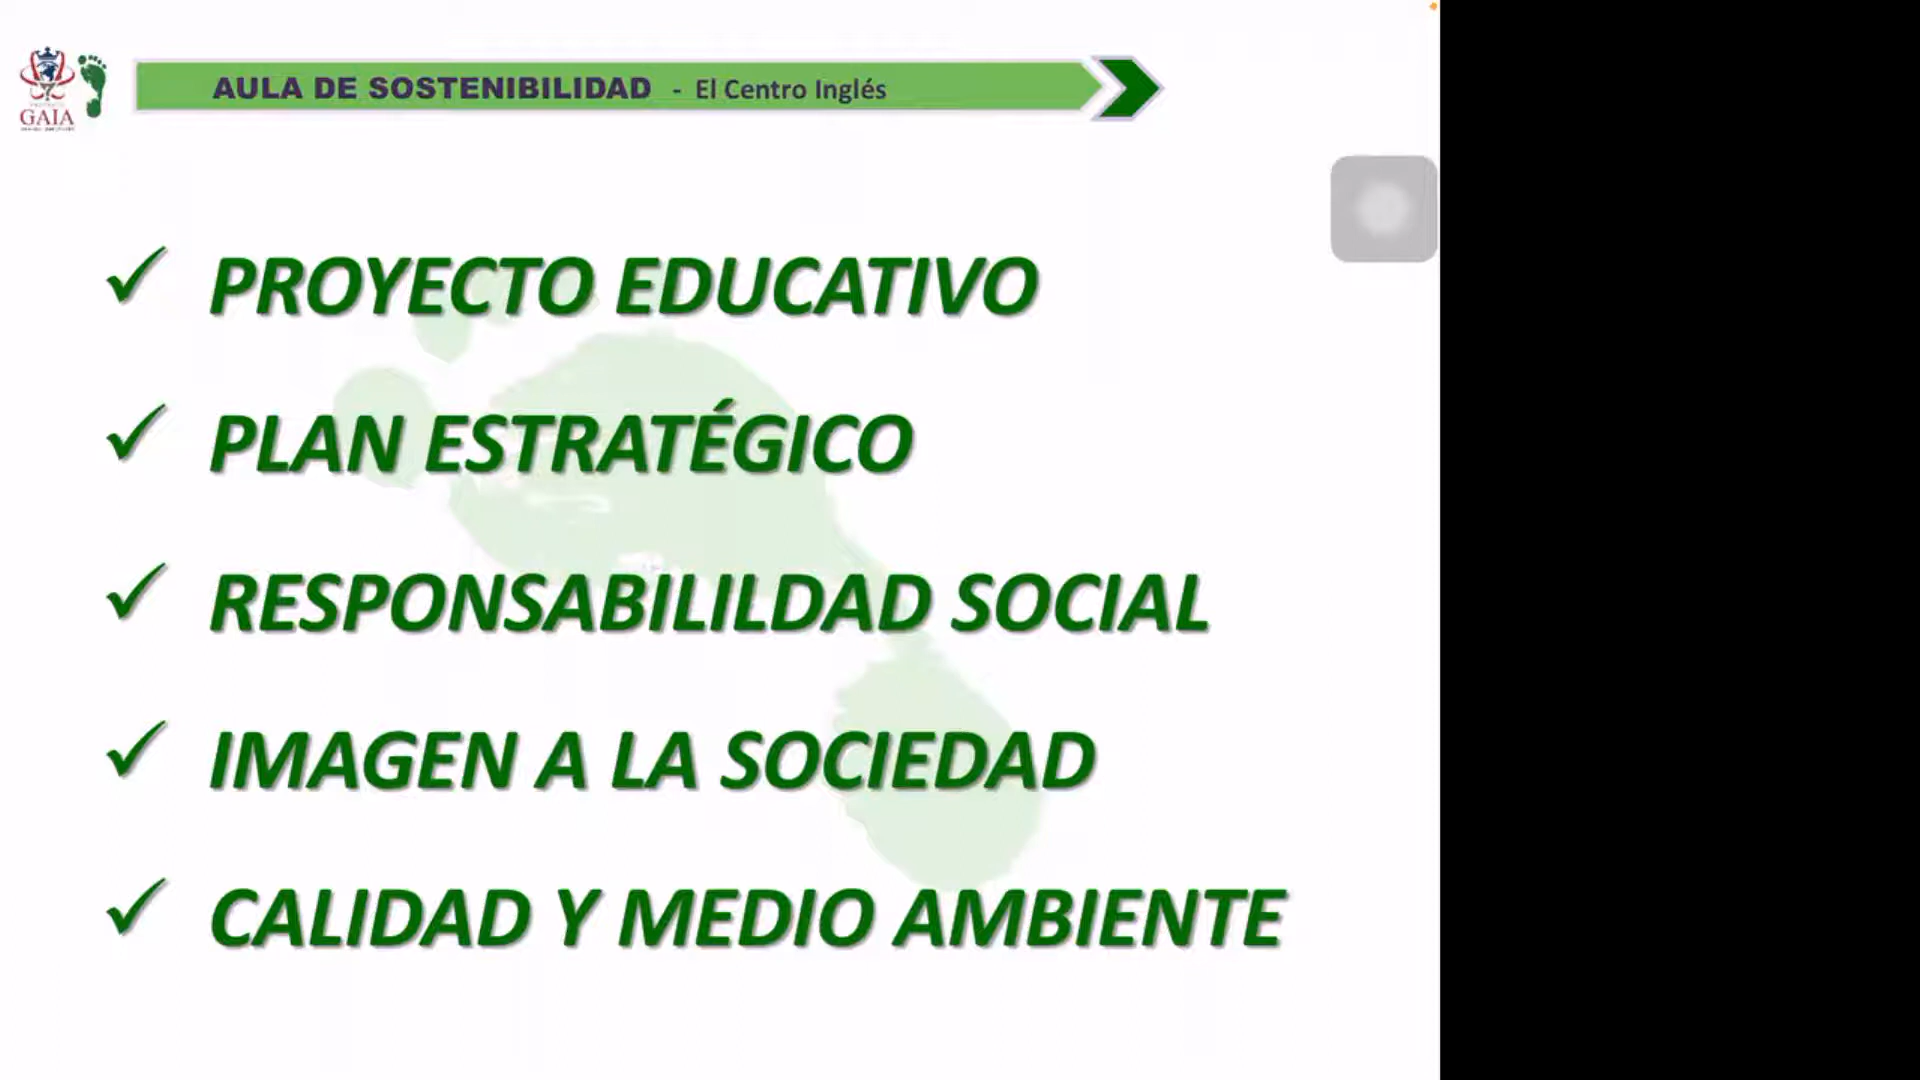 GAIA
AULA DE SOSTENIBILIDAD - El Centro Inglés
✓ PROYECTO EDUCATIVO
✓ PLAN ESTRATÉGICO
✓ RESPONSABILILDAD SOCIAL
✓ IMAGEN A LA SOCIEDAD
✓ CALIDAD Y MEDIO AMBIENTE